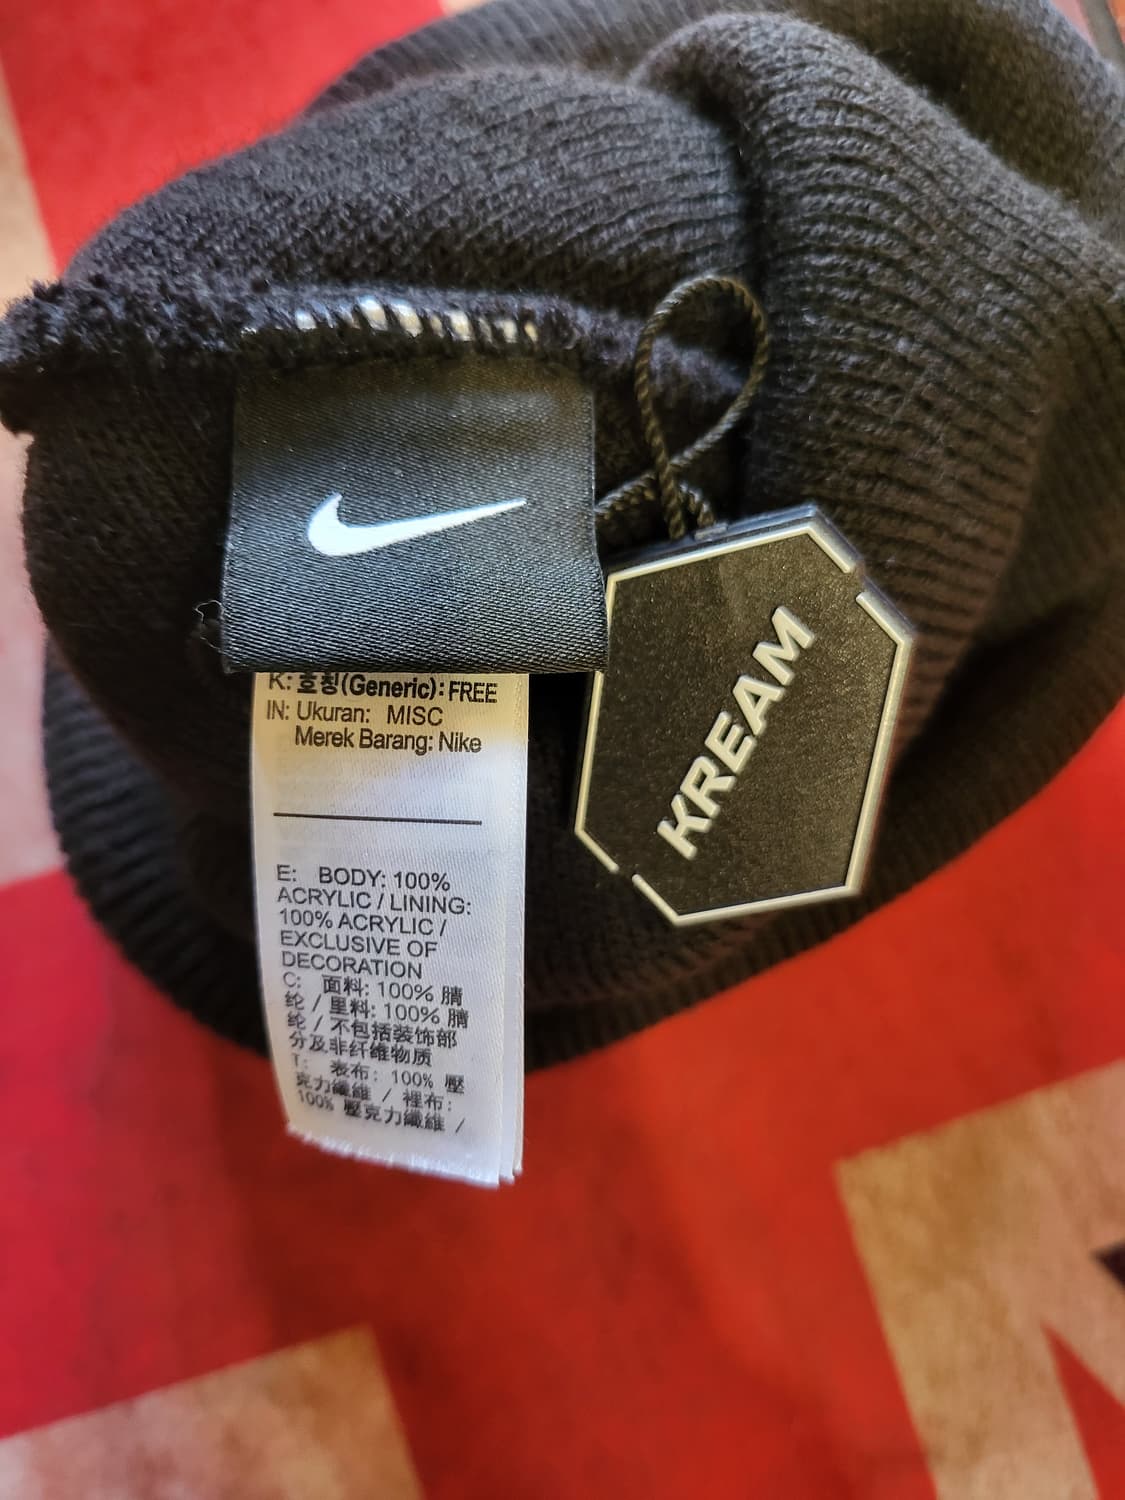 K: 호칭(Generic): FREE
IN: Ukuran: MISC
Merek Barang: Nike
E: BODY: 100%
ACRYLIC / LINING:
100% ACRYLIC /
EXCLUSIVE OF
DECORATION
C: 面料: 100% 腈
纶 / 里料: 100% 腈
纶 / 不包括装饰部
分及非纤维物质
T: 表布: 100% 壓
克力纖維 / 裡布:
100% 壓克力纖維 /
KREAM